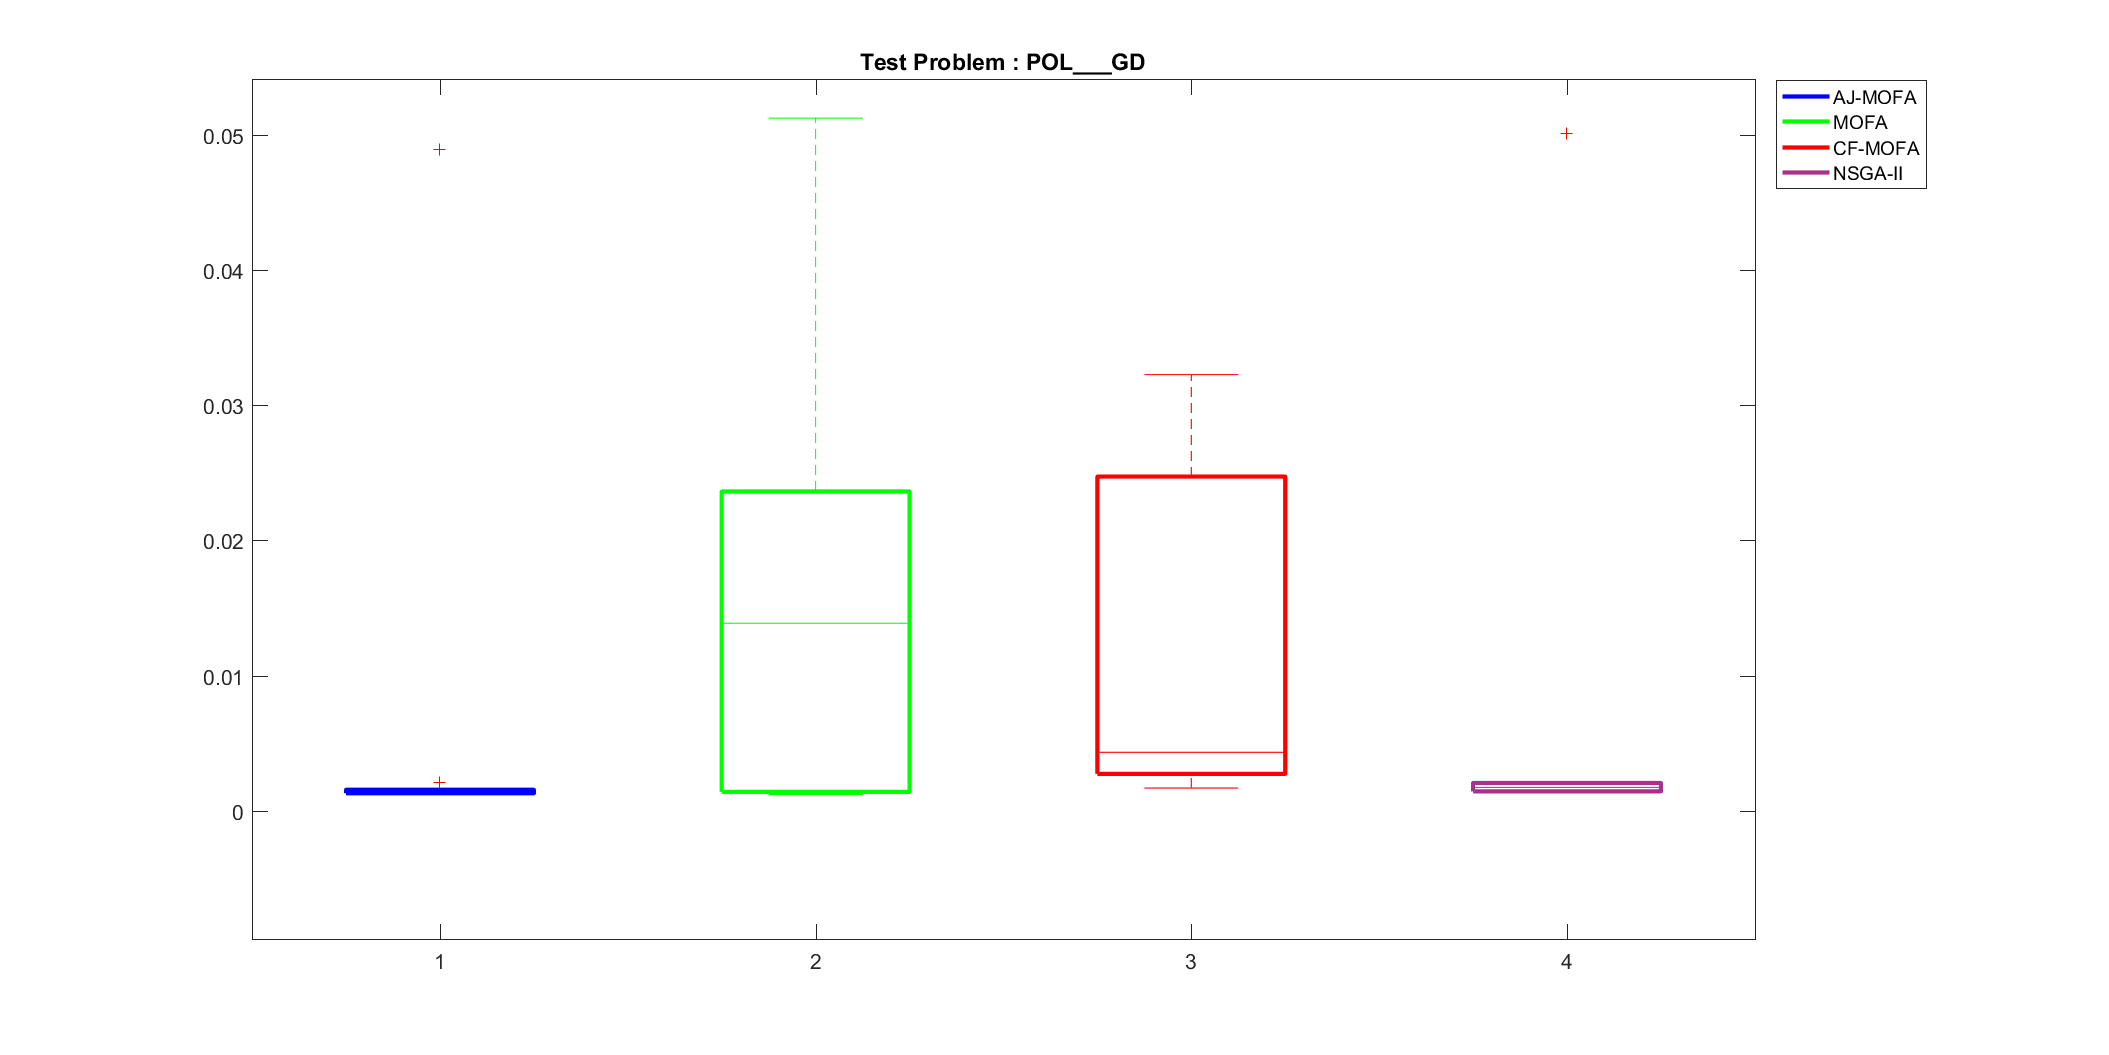 Test Problem : POL___GD
AJ-MOFA
MOFA
CF-MOFA
NSGA-II
0.05
0.04
0.03
0.02
0.01
0
1 2 3 4